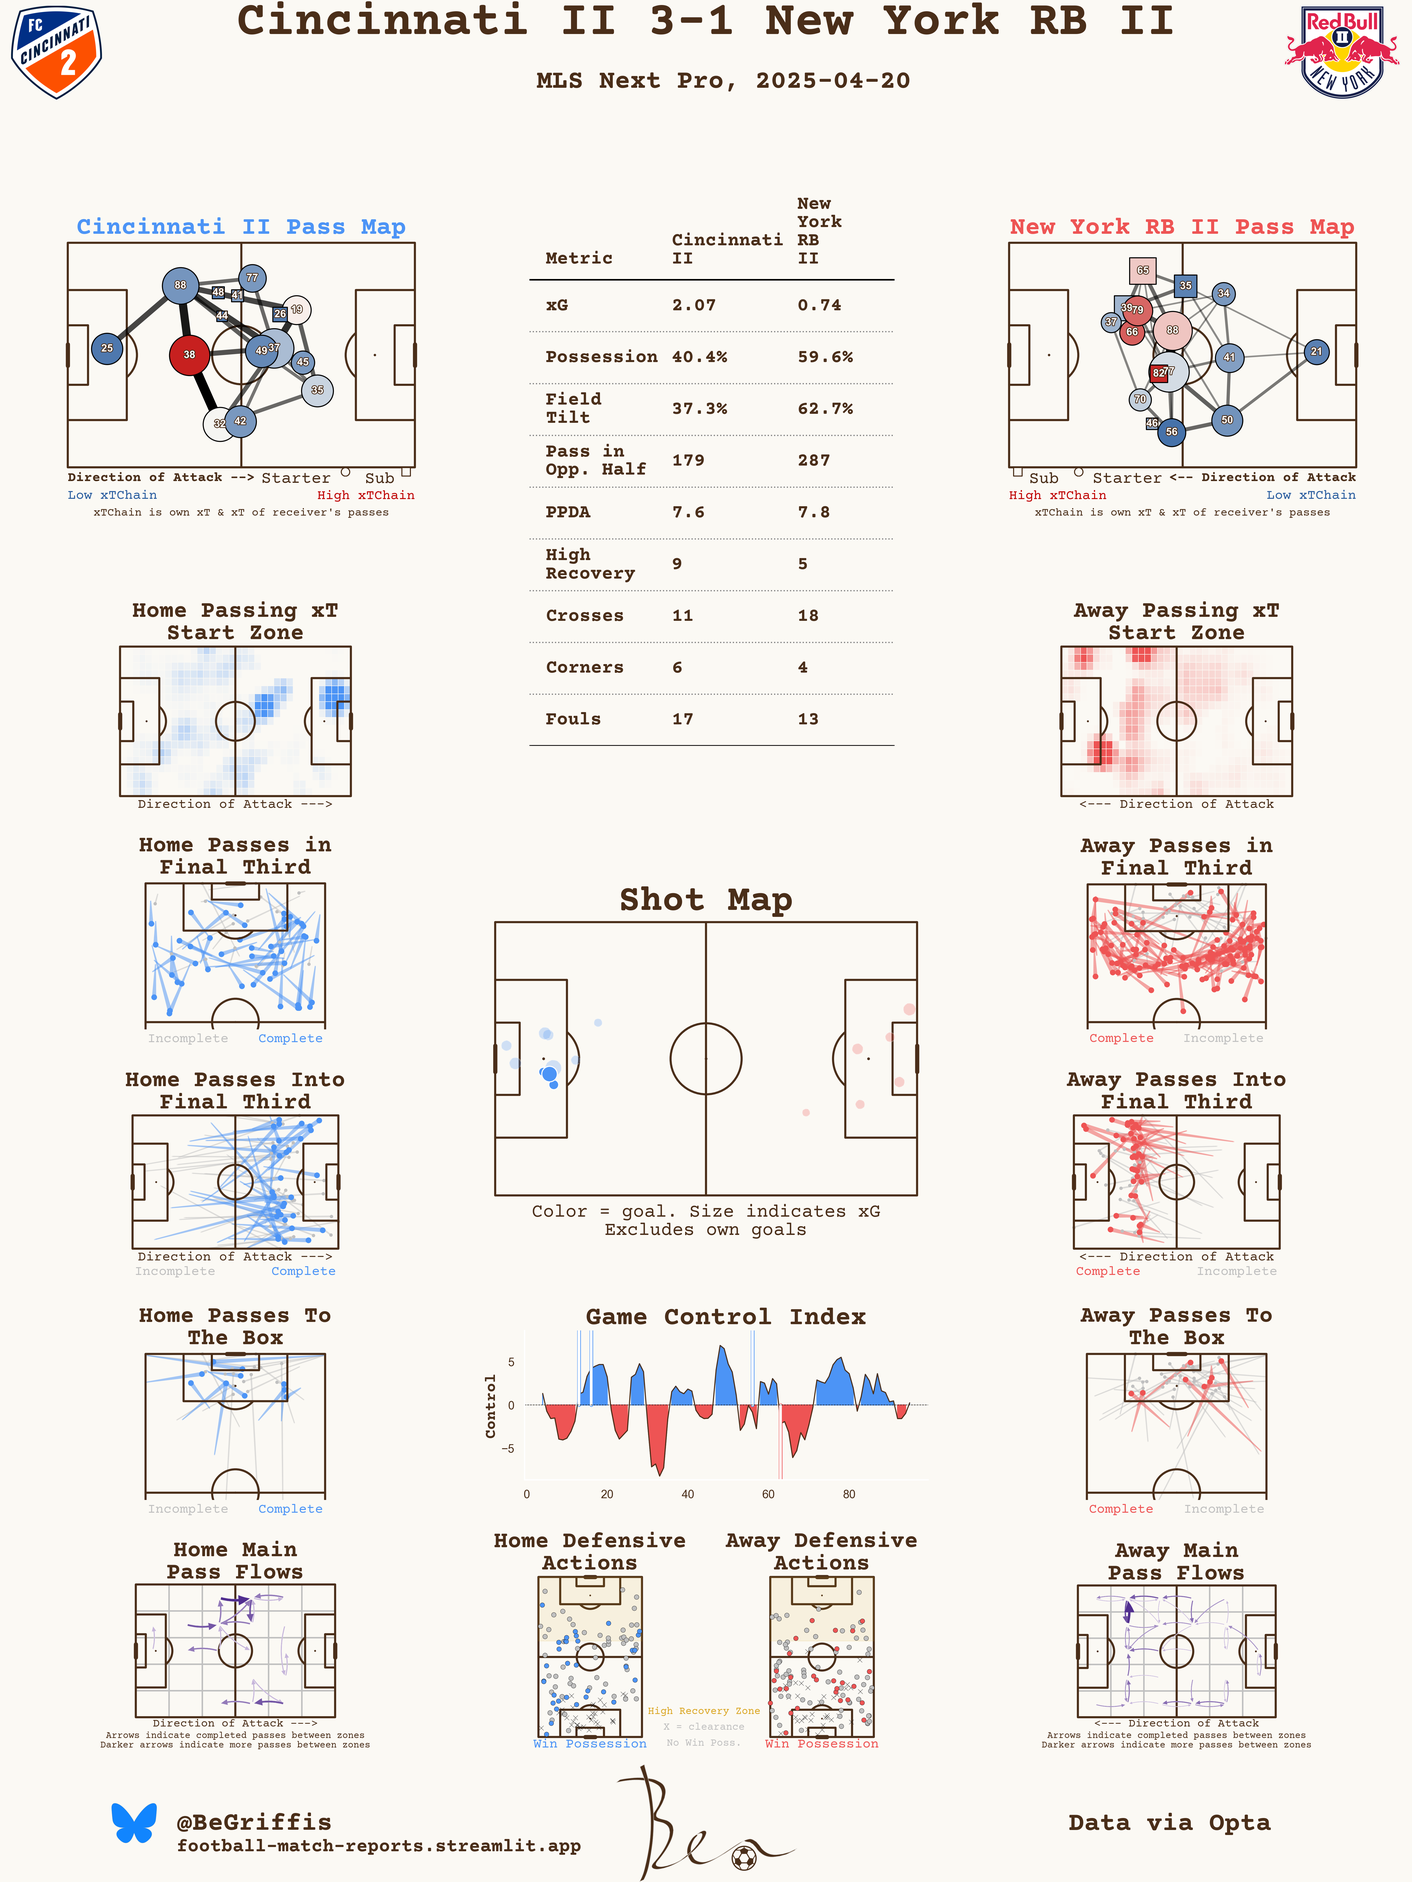 Cincinnati II 3-1 New York RB II
MLS Next Pro, 2025-04-20
FC
CINCINNATI
2
Red Bull
II
NEW YORK
Cincinnati II Pass Map
88
77
48
41
19
44
26
25
38
49
37
45
35
32
42
Direction of Attack --> Starter Sub
Low xTChain High xTChain
xTChain is own xT & xT of receiver's passes
Metric Cincinnati II New York RB II
xG 2.07 0.74
Possession 40.4% 59.6%
Field Tilt 37.3% 62.7%
Pass in Opp. Half 179 287
PPDA 7.6 7.8
High Recovery 9 5
Crosses 11 18
Corners 6 4
Fouls 17 13
New York RB II Pass Map
65
35
34
39
79
37
66
88
21
41
82
77
70
46
56
50
Sub Starter <-- Direction of Attack
High xTChain Low xTChain
xTChain is own xT & xT of receiver's passes
Home Passing xT
Start Zone
Direction of Attack --->
Away Passing xT
Start Zone
<--- Direction of Attack
Home Passes in
Final Third
Incomplete Complete
Shot Map
Color = goal. Size indicates xG
Excludes own goals
Away Passes in
Final Third
Complete Incomplete
Home Passes Into
Final Third
Direction of Attack --->
Incomplete Complete
Away Passes Into
Final Third
<--- Direction of Attack
Complete Incomplete
Home Passes To
The Box
Incomplete Complete
Game Control Index
Control
5
0
−5
0 20 40 60 80
Away Passes To
The Box
Complete Incomplete
Home Main
Pass Flows
Direction of Attack --->
Arrows indicate completed passes between zones
Darker arrows indicate more passes between zones
Home Defensive
Actions
Win Possession
High Recovery Zone
X = clearance
No Win Poss.
Away Defensive
Actions
Win Possession
Away Main
Pass Flows
<--- Direction of Attack
Arrows indicate completed passes between zones
Darker arrows indicate more passes between zones
@BeGriffis
football-match-reports.streamlit.app
Ben
Data via Opta